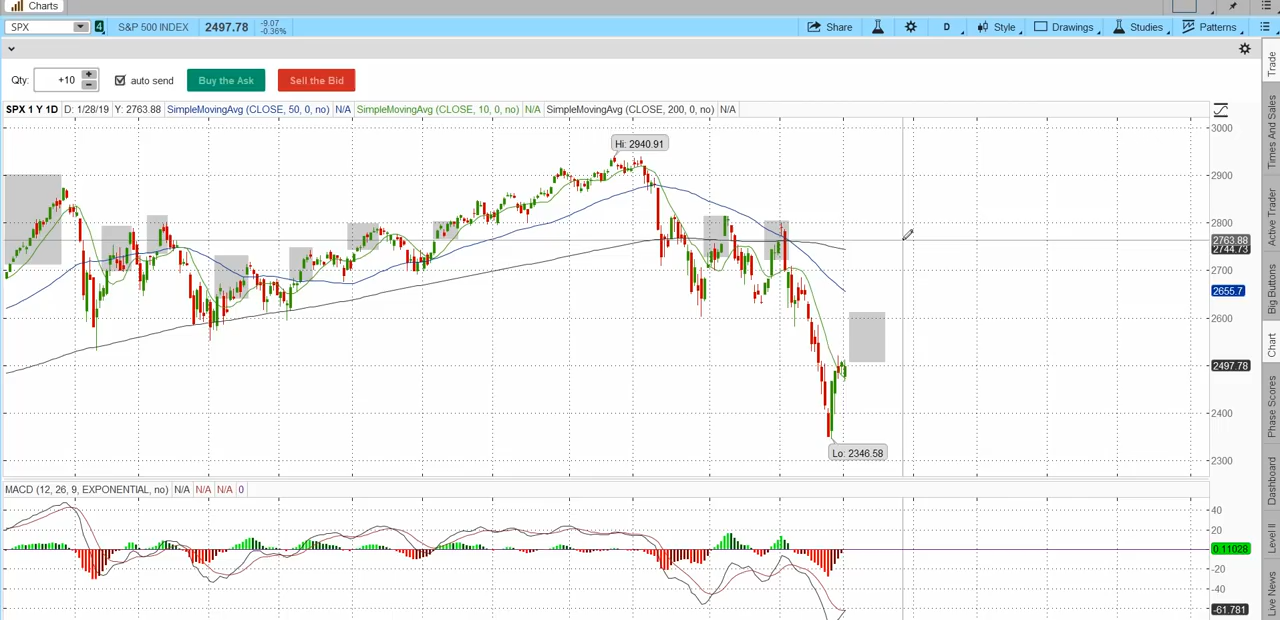 Charts
SPX 4 S&P 500 INDEX 2497.78 -9.07 -0.36% Share D Style Drawings Studies Patterns
Qty: +10 auto send Buy the Ask Sell the Bid
SPX 1 Y 1D D: 1/28/19 Y: 2763.88 SimpleMovingAvg (CLOSE, 50, 0, no) N/A SimpleMovingAvg (CLOSE, 10, 0, no) N/A SimpleMovingAvg (CLOSE, 200, 0, no) N/A
3000
Hi: 2940.91
2900
2800
2763.88
2744.73
2700
2655.7
2600
2497.78
2400
Lo: 2346.58
2300
MACD (12, 26, 9, EXPONENTIAL, no) N/A N/A N/A 0
40
20
0.11028
-20
-40
-61.781
Trade
Times And Sales
Active Trader
Big Buttons
Chart
Phase Scores
Dashboard
Level II
Live News